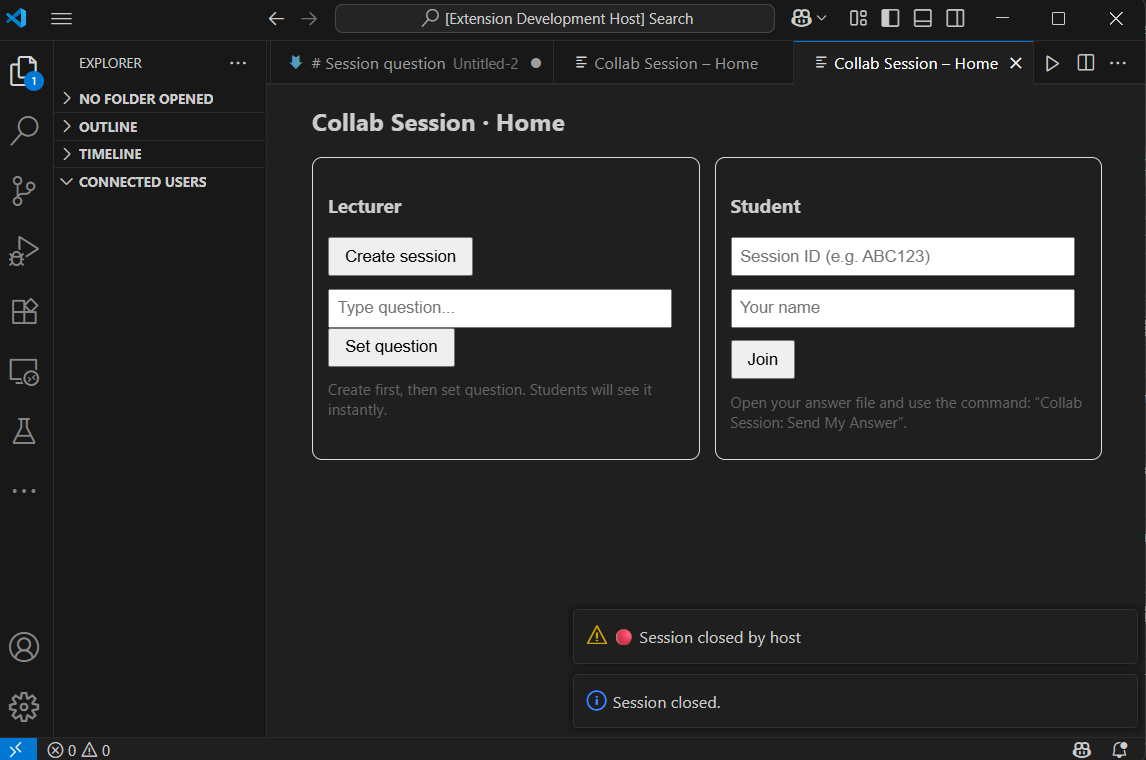 [Extension Development Host] Search
EXPLORER
1
NO FOLDER OPENED
OUTLINE
TIMELINE
CONNECTED USERS
# Session question Untitled-2
Collab Session – Home
Collab Session – Home
Collab Session · Home
Lecturer
Create session
Type question...
Set question
Create first, then set question. Students will see it
instantly.
Student
Session ID (e.g. ABC123)
Your name
Join
Open your answer file and use the command: “Collab
Session: Send My Answer”.
Session closed by host
Session closed.
0 0